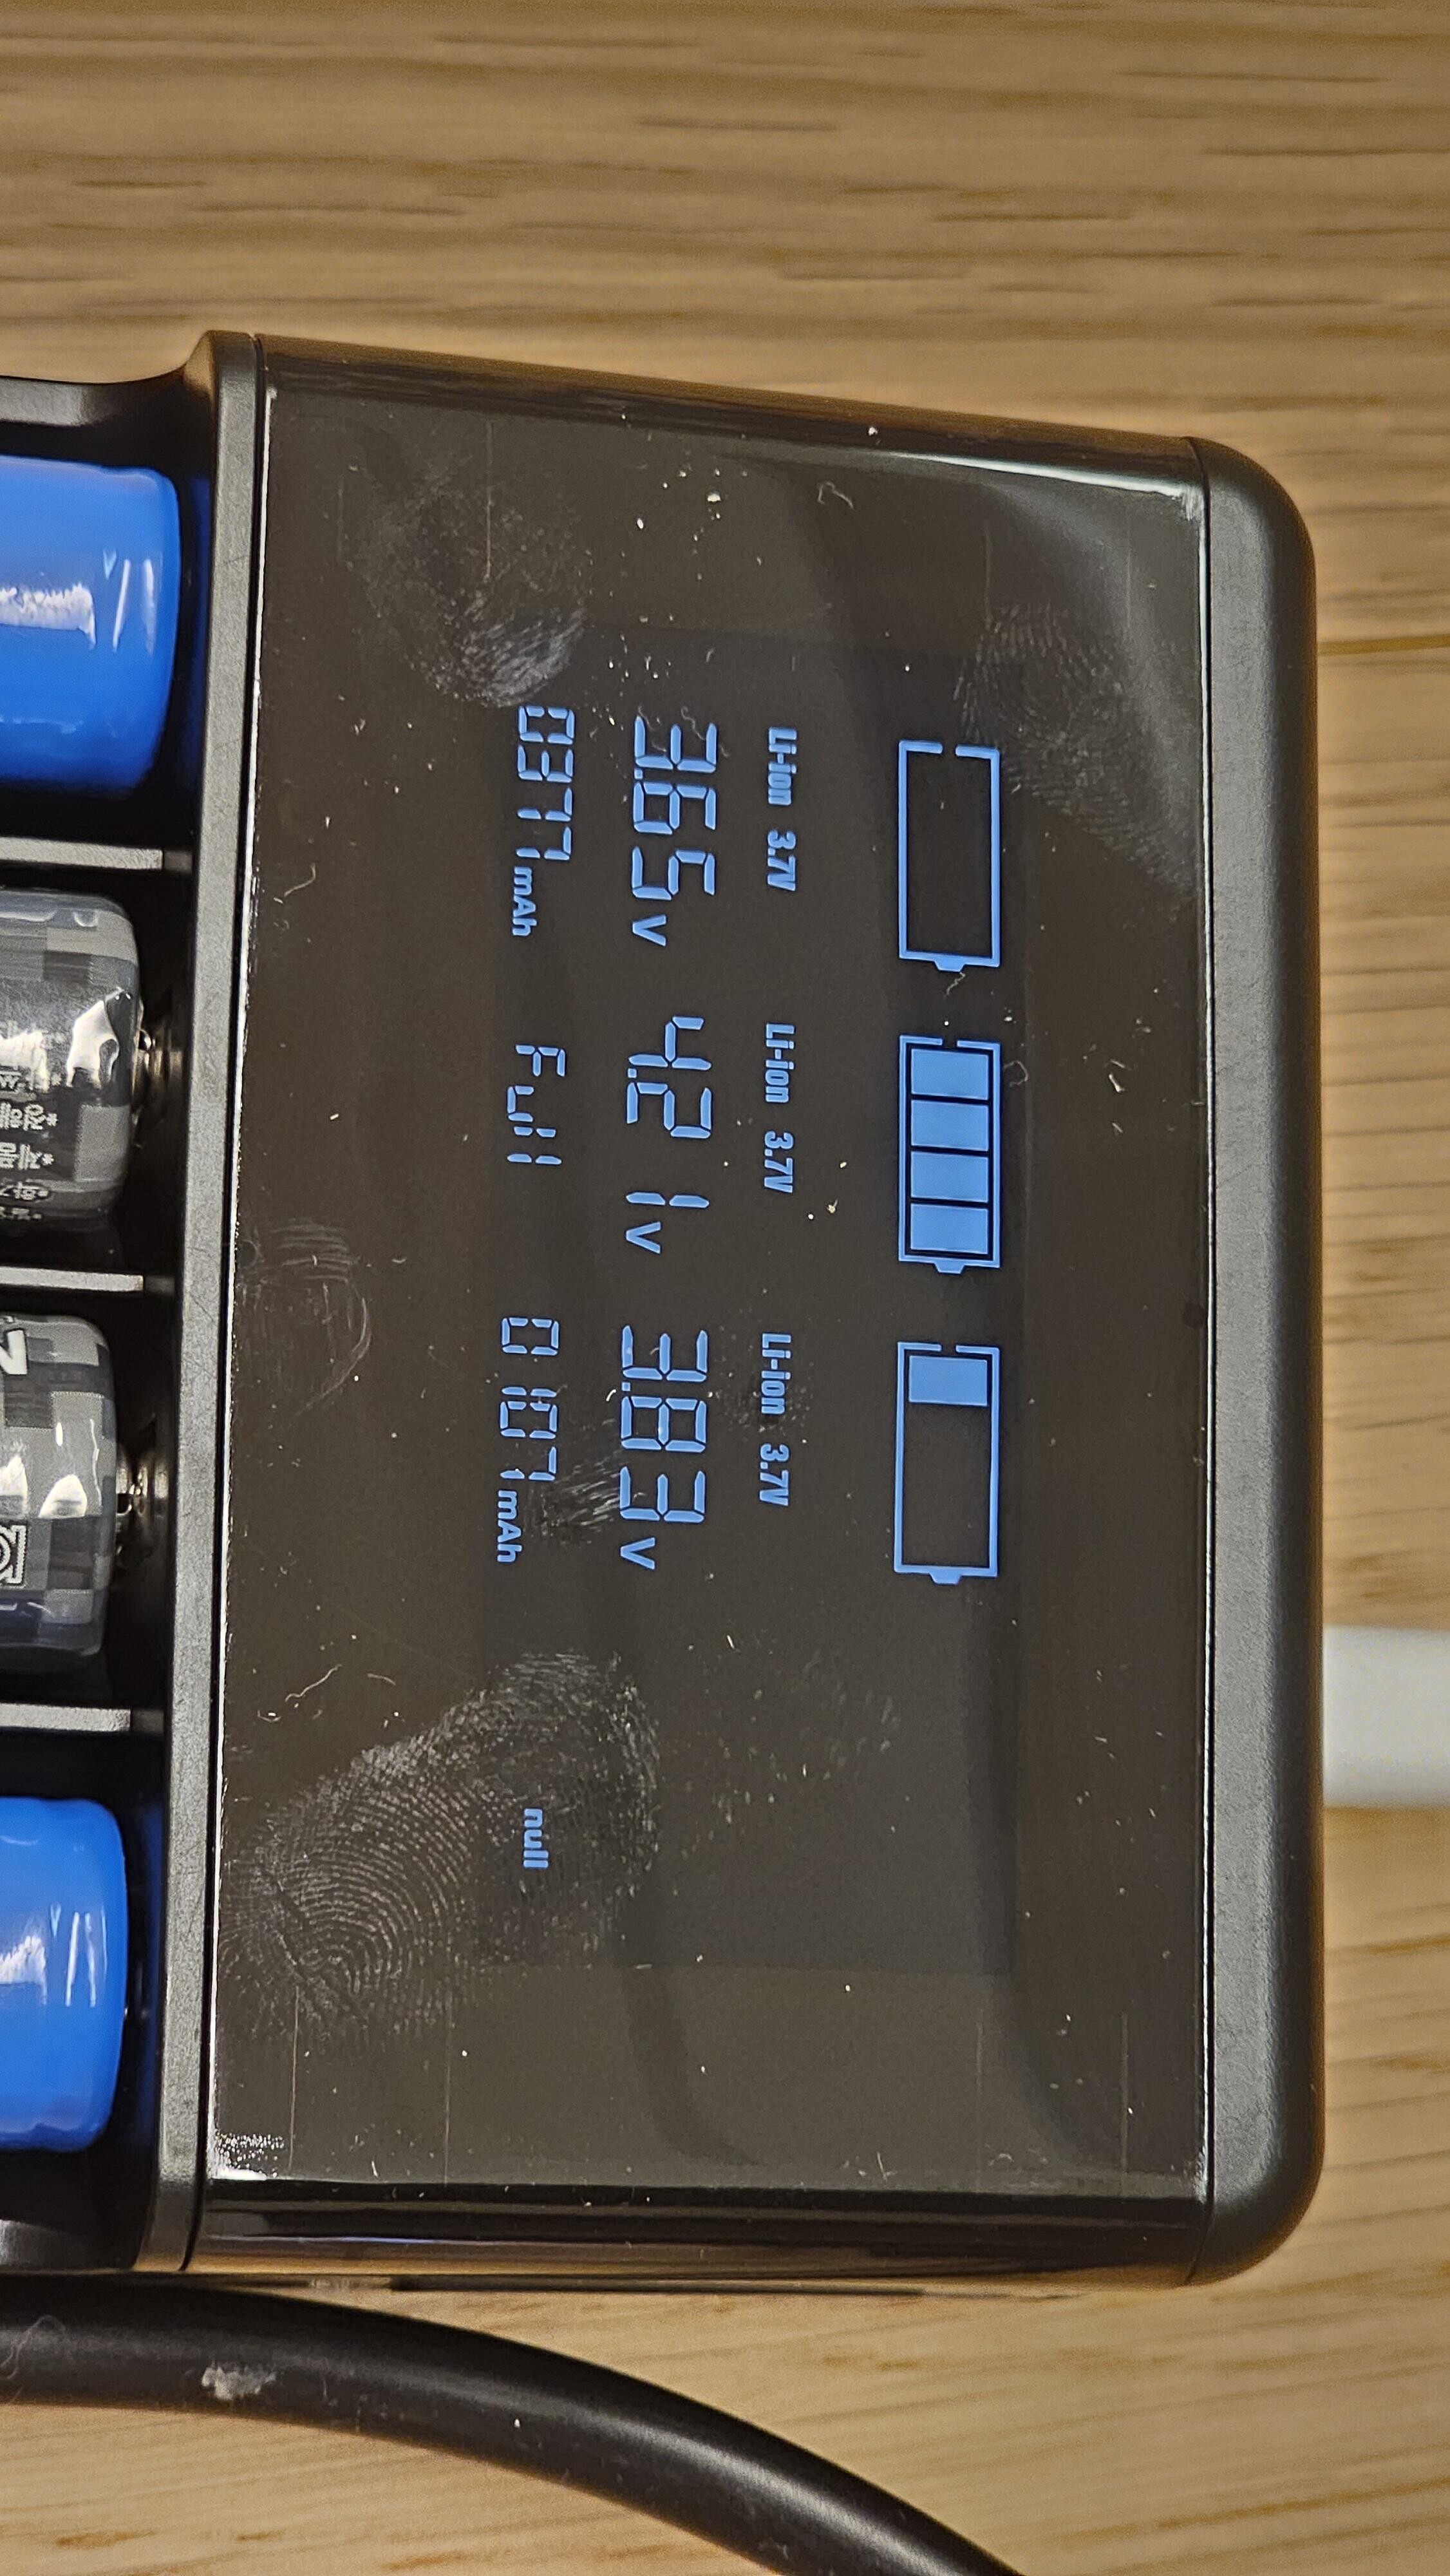 Li-ion 3.7V Li-ion 3.7V Li-ion 3.7V
3.65V 4.21V 3.83V
0377mAh Full 0107mAh null